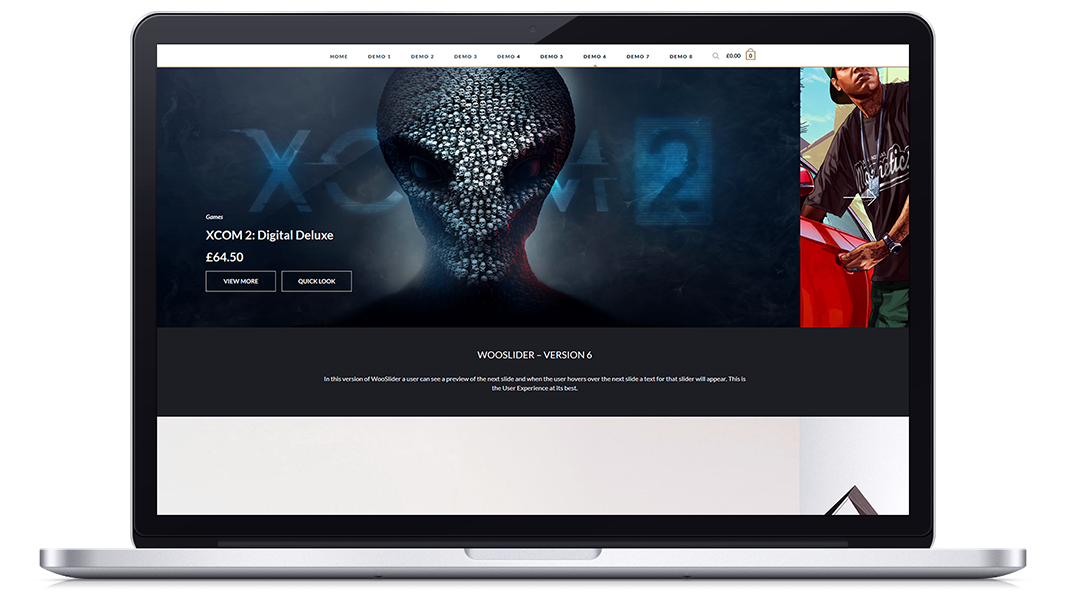 HOME DEMO 1 DEMO 2 DEMO 3 DEMO 4 DEMO 5 DEMO 6 DEMO 7 DEMO 8 £0.00 0
XCOM 2
Games
XCOM 2: Digital Deluxe
£64.50
VIEW MORE QUICK LOOK
WOOSLIDER – VERSION 6
In this version of WooSlider a user can see a preview of the next slide and when the user hovers over the next slide a text for that slider will appear. This is
the User Experience at its best.